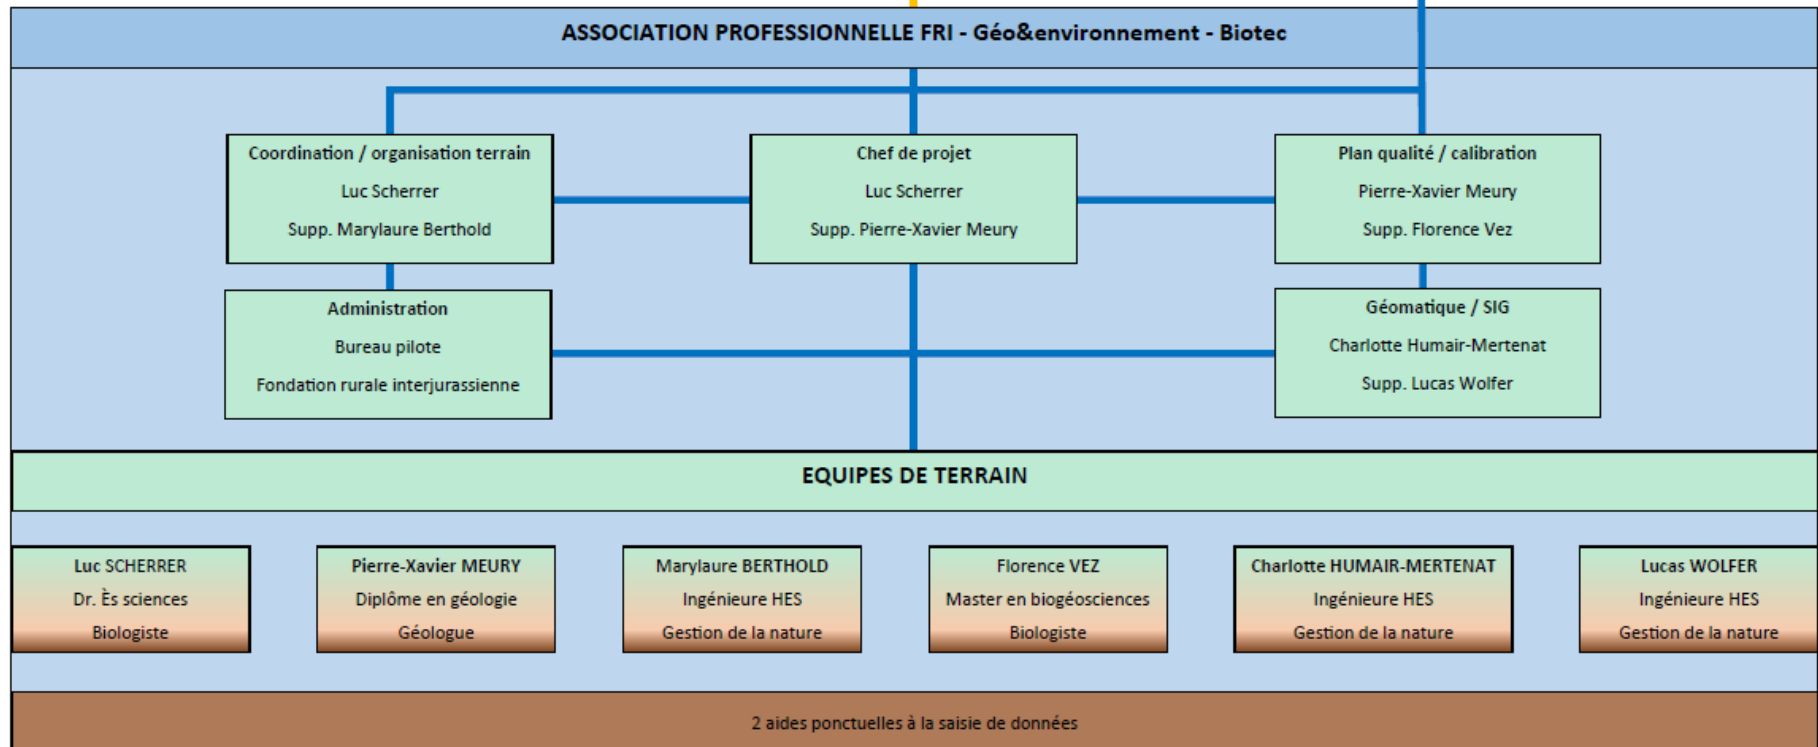 ASSOCIATION PROFESSIONNELLE FRI - Géo&environnement - Biotec
Coordination / organisation terrain
Luc Scherrer
Supp. Marylaure Berthold
Chef de projet
Luc Scherrer
Supp. Pierre-Xavier Meury
Plan qualité / calibration
Pierre-Xavier Meury
Supp. Florence Vez
Administration
Bureau pilote
Fondation rurale interjurassienne
Géomatique / SIG
Charlotte Humair-Mertenat
Supp. Lucas Wolfer
EQUIPES DE TERRAIN
Luc SCHERRER
Dr. Ès sciences
Biologiste
Pierre-Xavier MEURY
Diplôme en géologie
Géologue
Marylaure BERTHOLD
Ingénieure HES
Gestion de la nature
Florence VEZ
Master en biogéosciences
Biologiste
Charlotte HUMAIR-MERTENAT
Ingénieure HES
Gestion de la nature
Lucas WOLFER
Ingénieure HES
Gestion de la nature
2 aides ponctuelles à la saisie de données